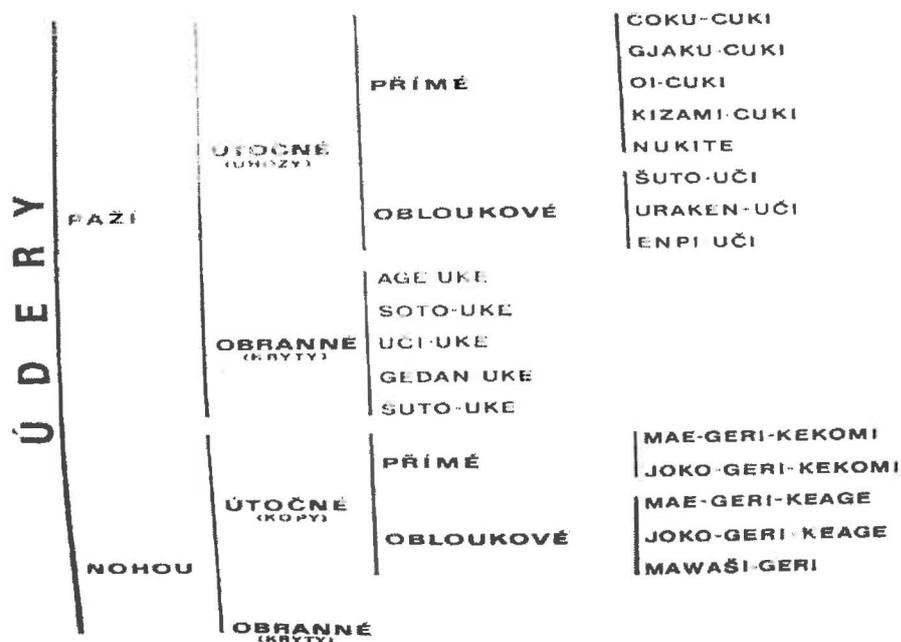 ÚDERY
PAŽÍ
ÚTOČNÉ
(ÚHOZY)
PŘÍMÉ
COKU-CUKI
GJAKU-CUKI
OI-CUKI
KIZAMI-CUKI
NUKITE
OBLOUKOVÉ
ŠUTO-UČI
URAKEN-UČI
ENPI UČI
OBRANNÉ
(KRYTY)
AGE UKE
SOTO-UKE
UČI-UKE
GEDAN UKE
ŠUTO-UKE
NOHOU
ÚTOČNÉ
(KOPY)
PŘÍMÉ
MAE-GERI-KEKOMI
JOKO-GERI-KEKOMI
OBLOUKOVÉ
MAE-GERI-KEAGE
JOKO-GERI-KEAGE
MAWAŠI-GERI
OBRANNÉ
(KRYTY)